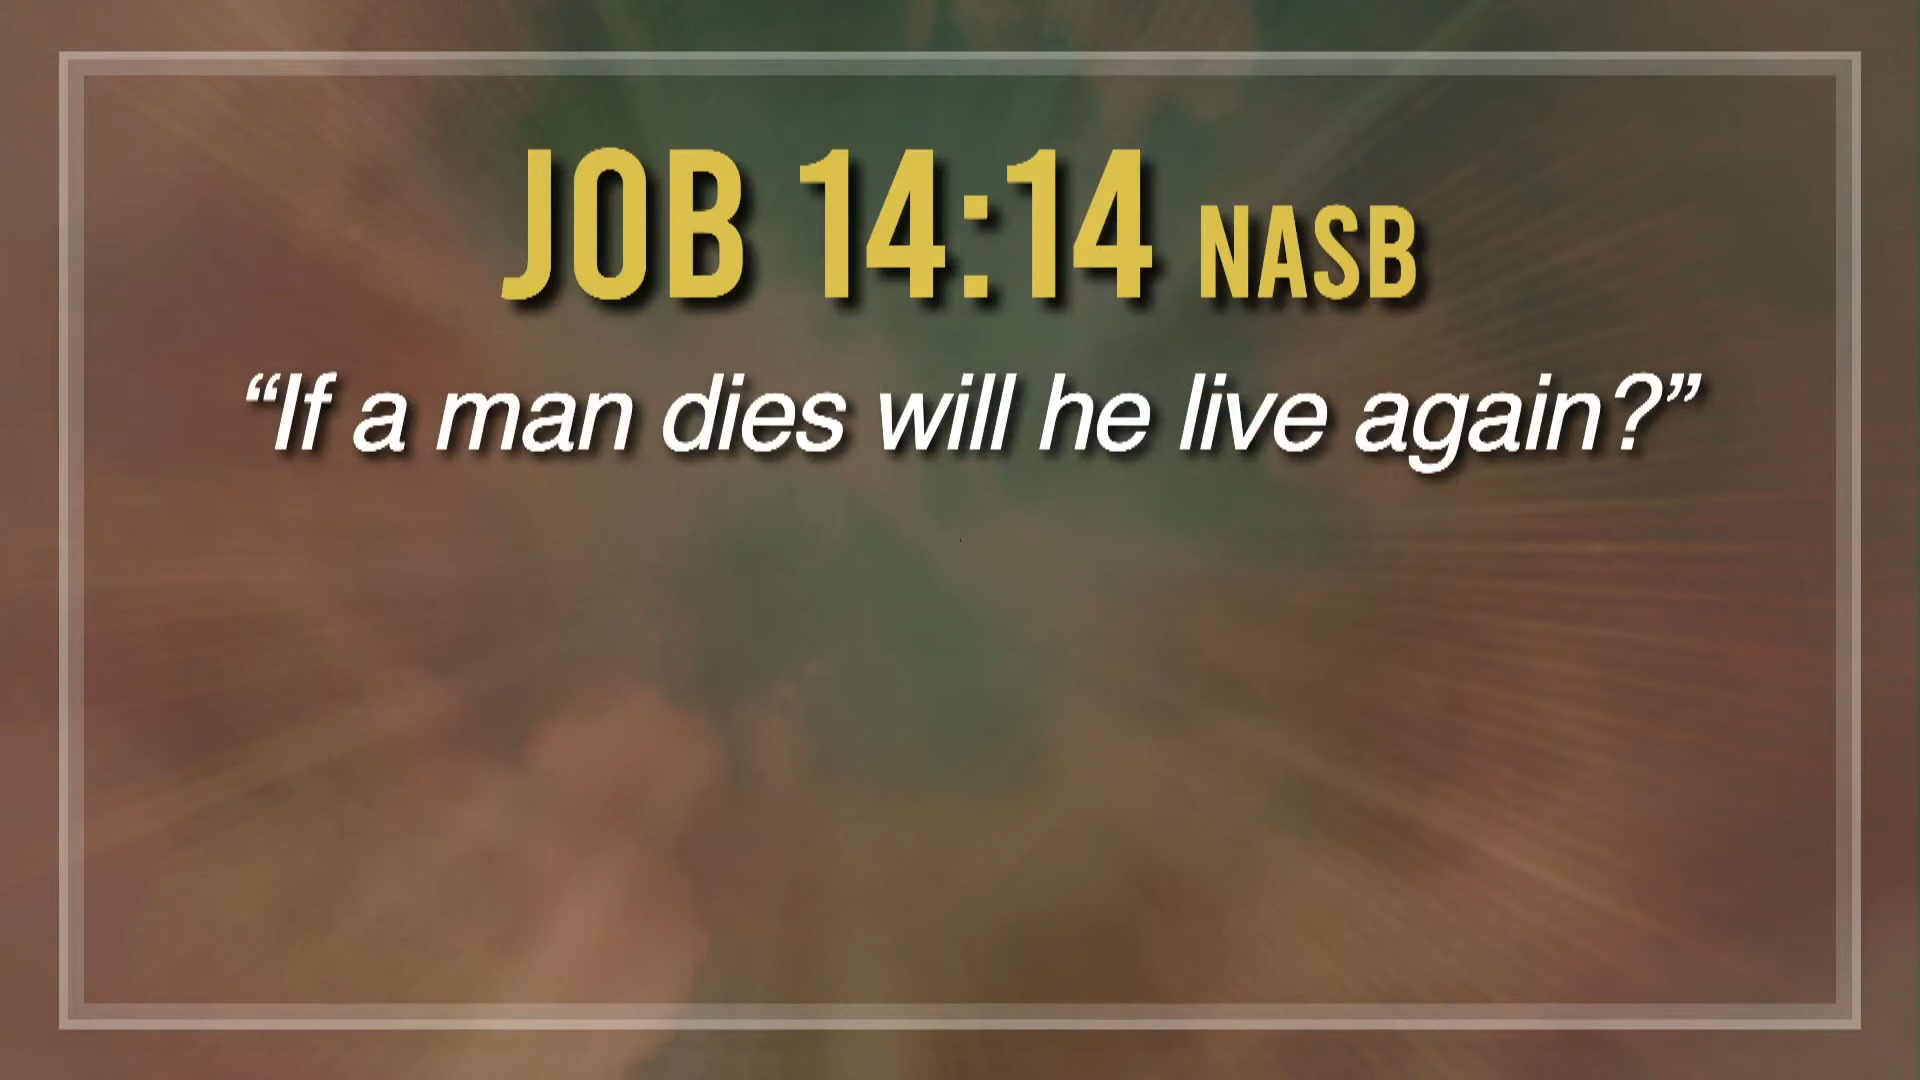 JOB 14:14 NASB
“If a man dies will he live again?”